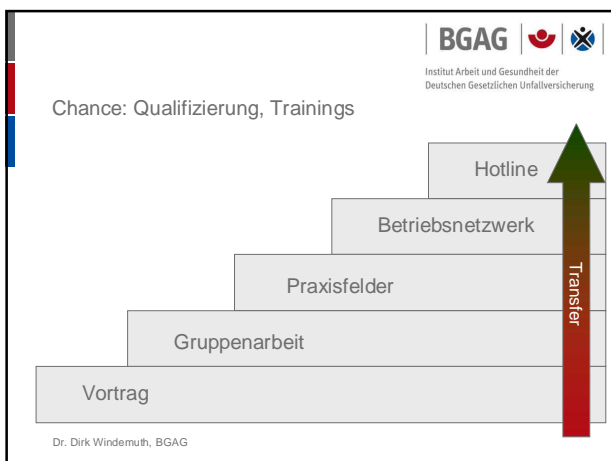 BGAG
Institut Arbeit und Gesundheit der
Deutschen Gesetzlichen Unfallversicherung
Chance: Qualifizierung, Trainings
Hotline
Betriebsnetzwerk
Praxisfelder
Gruppenarbeit
Vortrag
Transfer
Dr. Dirk Windemuth, BGAG